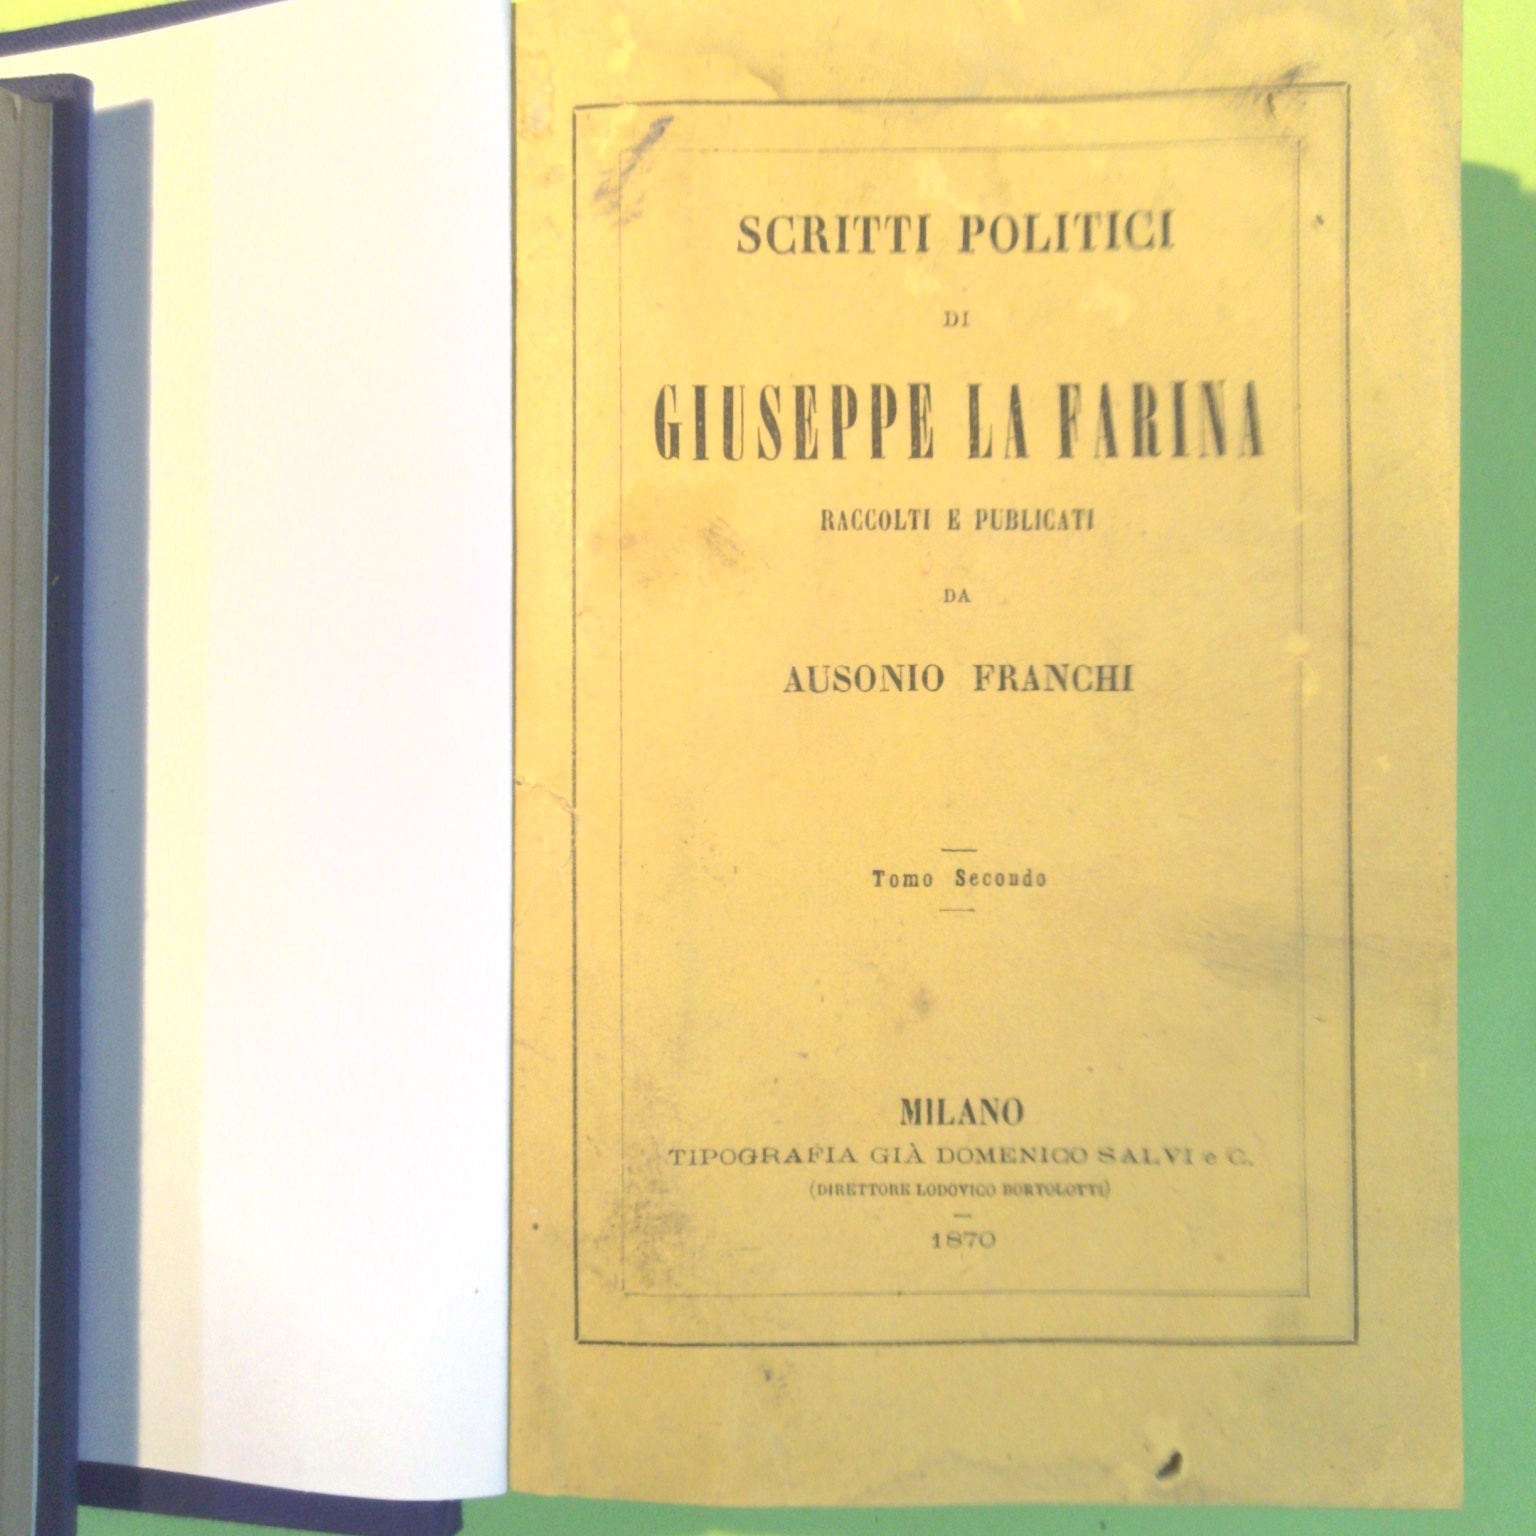 SCRITTI POLITICI
DI
GIUSEPPE LA FARINA
RACCOLTI E PUBLICATI
DA
AUSONIO FRANCHI
Tomo Secondo
MILANO
TIPOGRAFIA GIÀ DOMENICO SALVI e C.
(DIRETTORE LODOVICO BORTOLOTTI)
1870